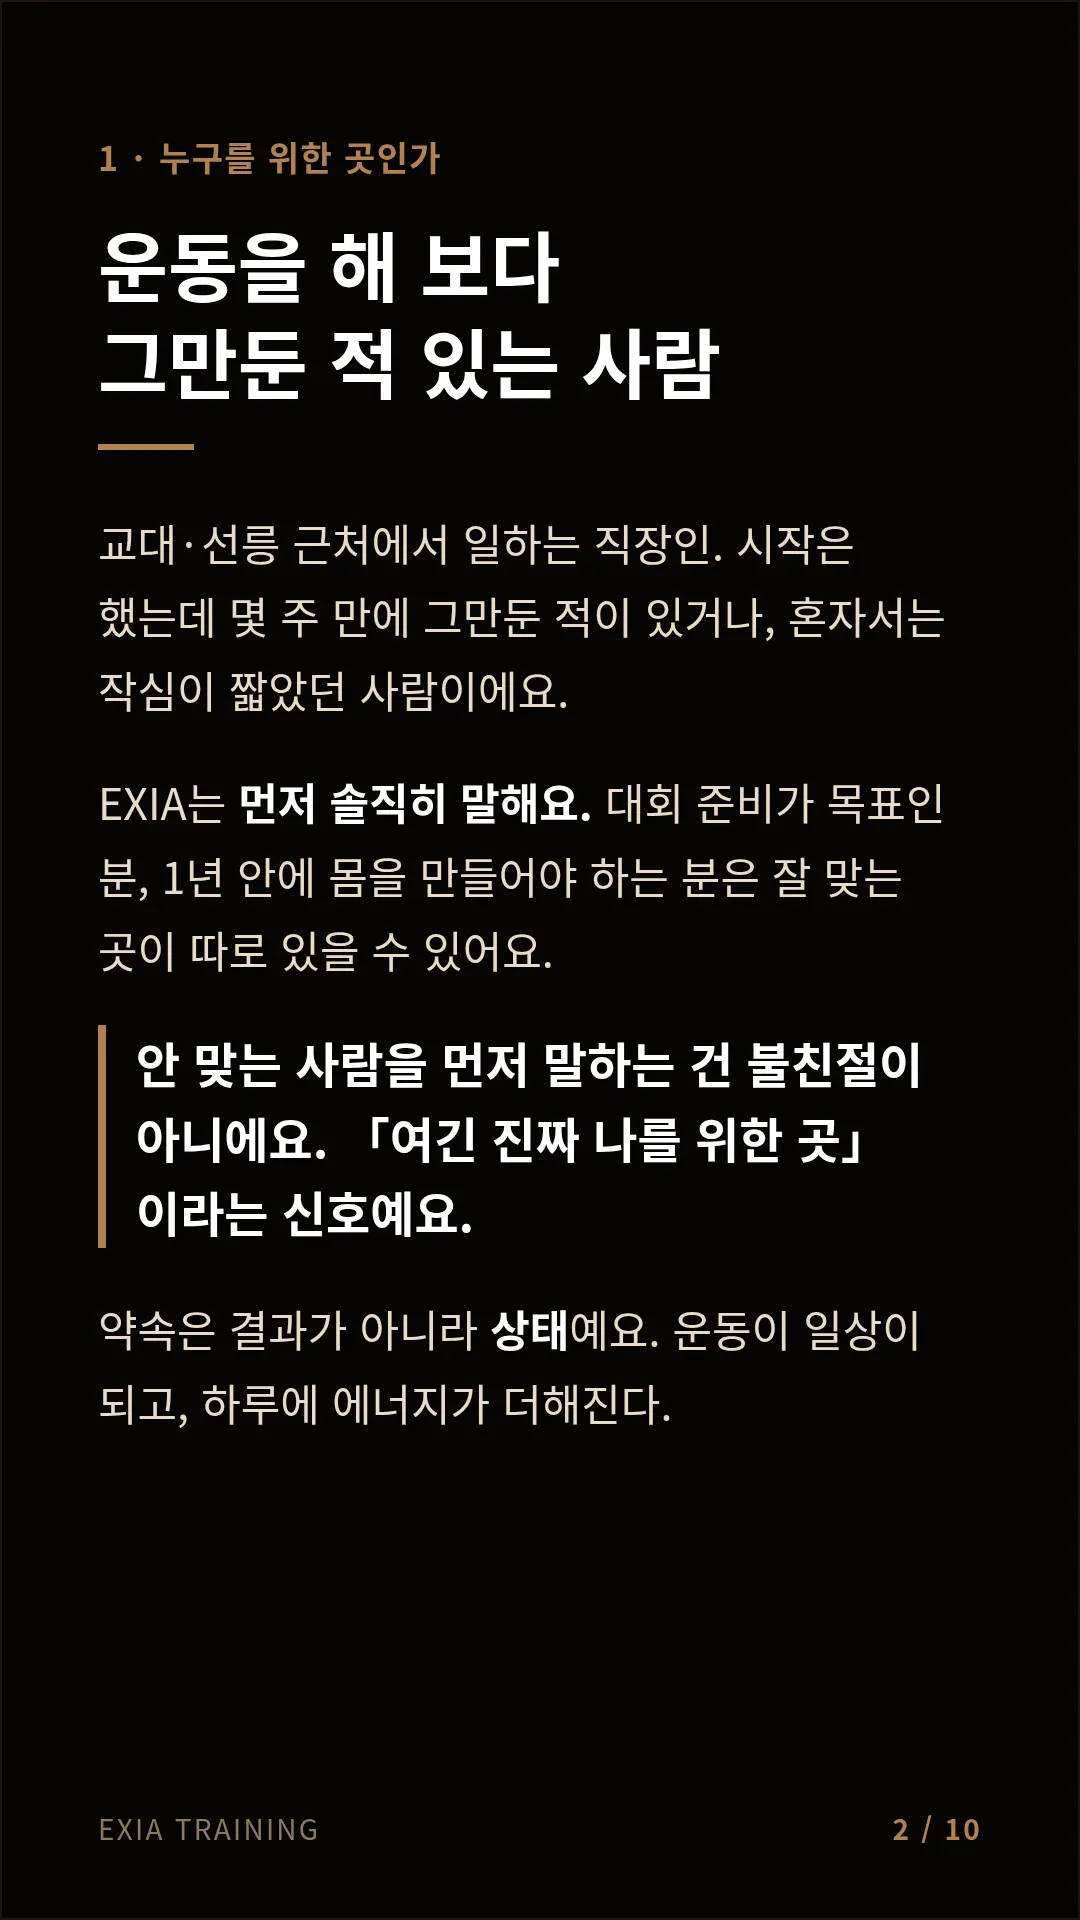 1 · 누구를 위한 곳인가
운동을 해 보다
그만둔 적 있는 사람
교대·선릉 근처에서 일하는 직장인. 시작은
했는데 몇 주 만에 그만둔 적이 있거나, 혼자서는
작심이 짧았던 사람이에요.
EXIA는 먼저 솔직히 말해요. 대회 준비가 목표인
분, 1년 안에 몸을 만들어야 하는 분은 잘 맞는
곳이 따로 있을 수 있어요.
안 맞는 사람을 먼저 말하는 건 불친절이
아니에요. 「여긴 진짜 나를 위한 곳」
이라는 신호예요.
약속은 결과가 아니라 상태예요. 운동이 일상이
되고, 하루에 에너지가 더해진다.
EXIA TRAINING
2 / 10